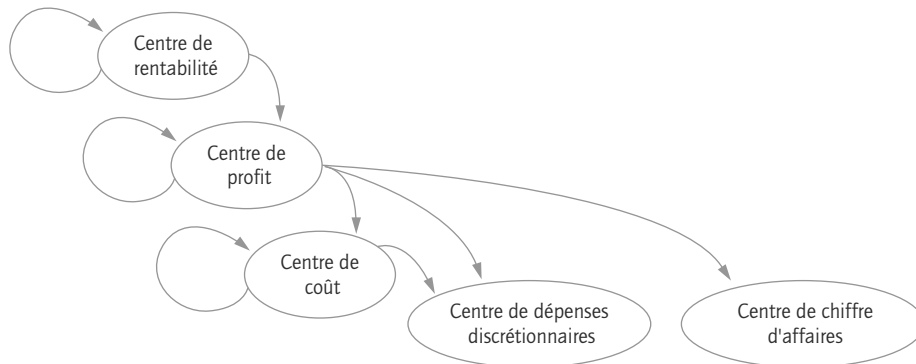 Centre de
rentabilité
Centre de
profit
Centre de
coût
Centre de dépenses
discrétionnaires
Centre de chiffre
d'affaires